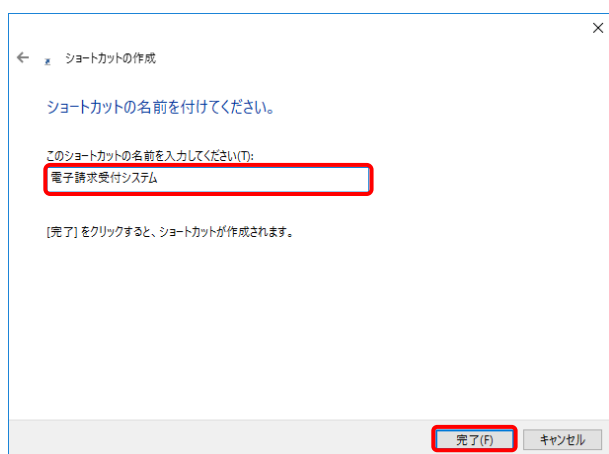 ショートカットの作成
ショートカットの名前を付けてください。
このショートカットの名前を入力してください(T):
電子請求受付システム
[完了] をクリックすると、ショートカットが作成されます。
完了(F)
キャンセル